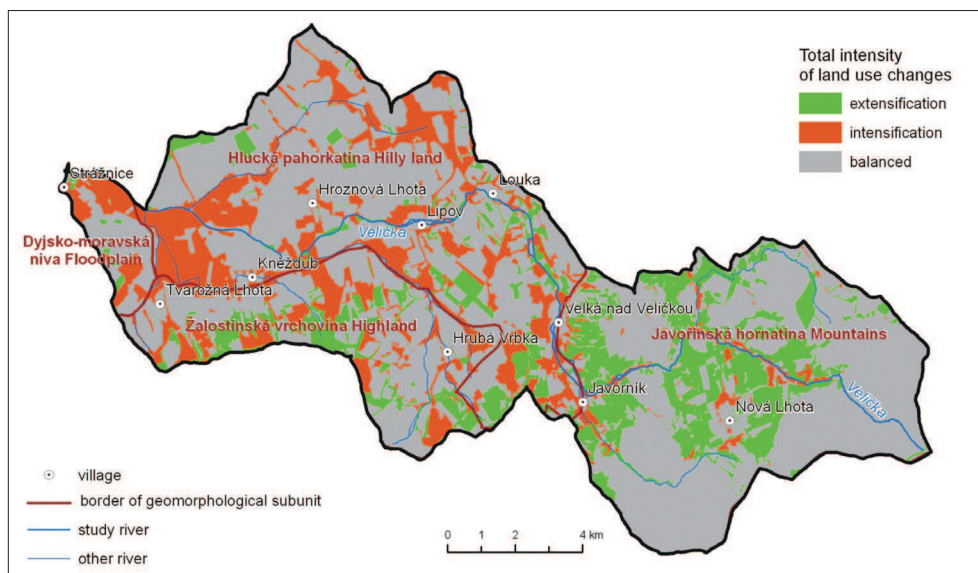 Total intensity
of land use changes
extensification
intensification
balanced
Strážnice
Hlucká pahorkatina Hilly land
Hroznová Lhota
Louka
Lipov
Velička
Dyjsko-moravská
niva Floodplain
Kněždub
Tvarožná Lhota
Žalostinská vrchovina Highland
Velká nad Veličkou
Javořinská hornatina Mountains
Hrubá Vrbka
Javorník
Velička
Nová Lhota
village
border of geomorphological subunit
study river
other river
0 1 2 4 km